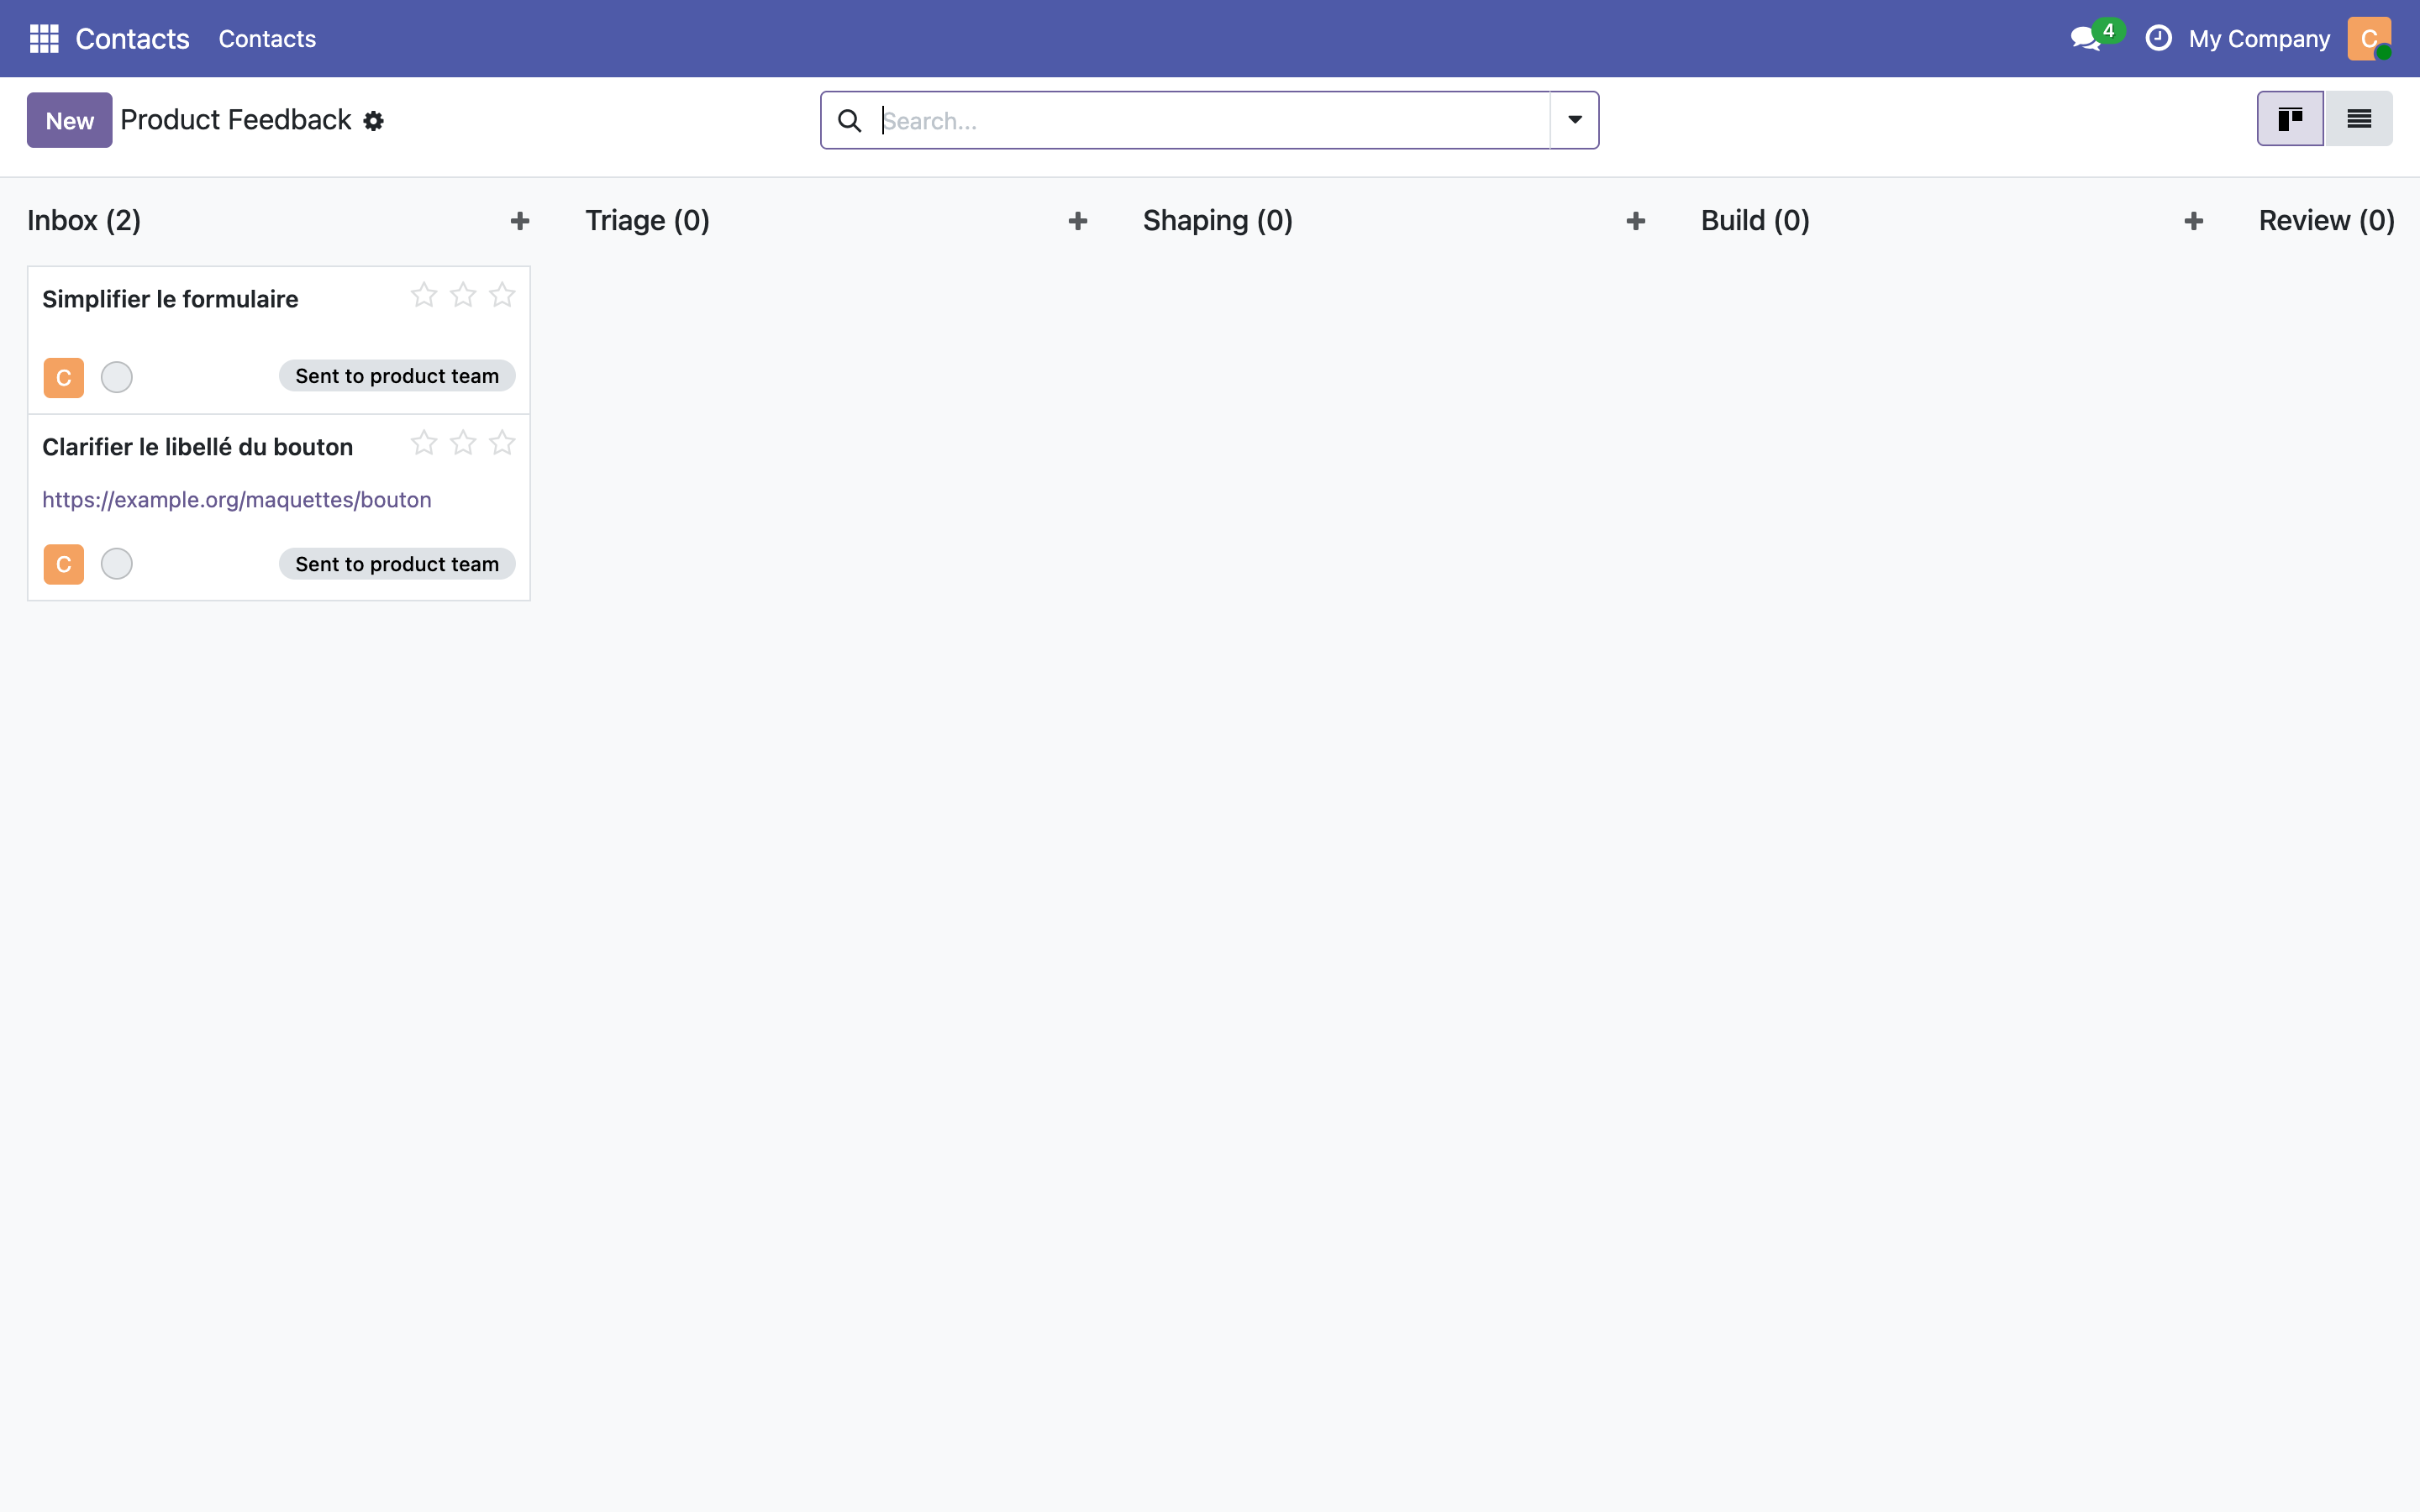 Contacts Contacts 4 My Company C
New Product Feedback Search...
Inbox (2) Triage (0) Shaping (0) Build (0) Review (0)
Simplifier le formulaire
C Sent to product team
Clarifier le libellé du bouton
https://example.org/maquettes/bouton
C Sent to product team